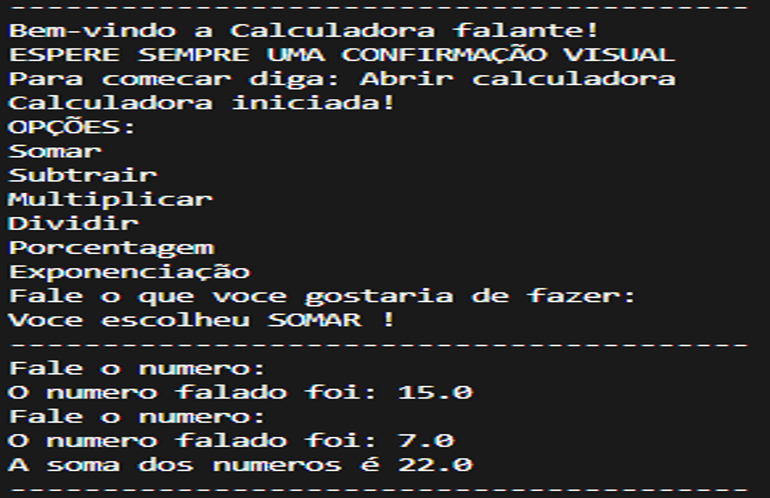 ----------------------------------------
Bem-vindo a Calculadora falante!
ESPERE SEMPRE UMA CONFIRMAÇÃO VISUAL
Para comecar diga: Abrir calculadora
Calculadora iniciada!
OPÇÕES:
Somar
Subtrair
Multiplicar
Dividir
Porcentagem
Exponenciação
Fale o que voce gostaria de fazer:
Voce escolheu SOMAR !
----------------------------------------
Fale o numero:
O numero falado foi: 15.0
Fale o numero:
O numero falado foi: 7.0
A soma dos numeros é 22.0
----------------------------------------